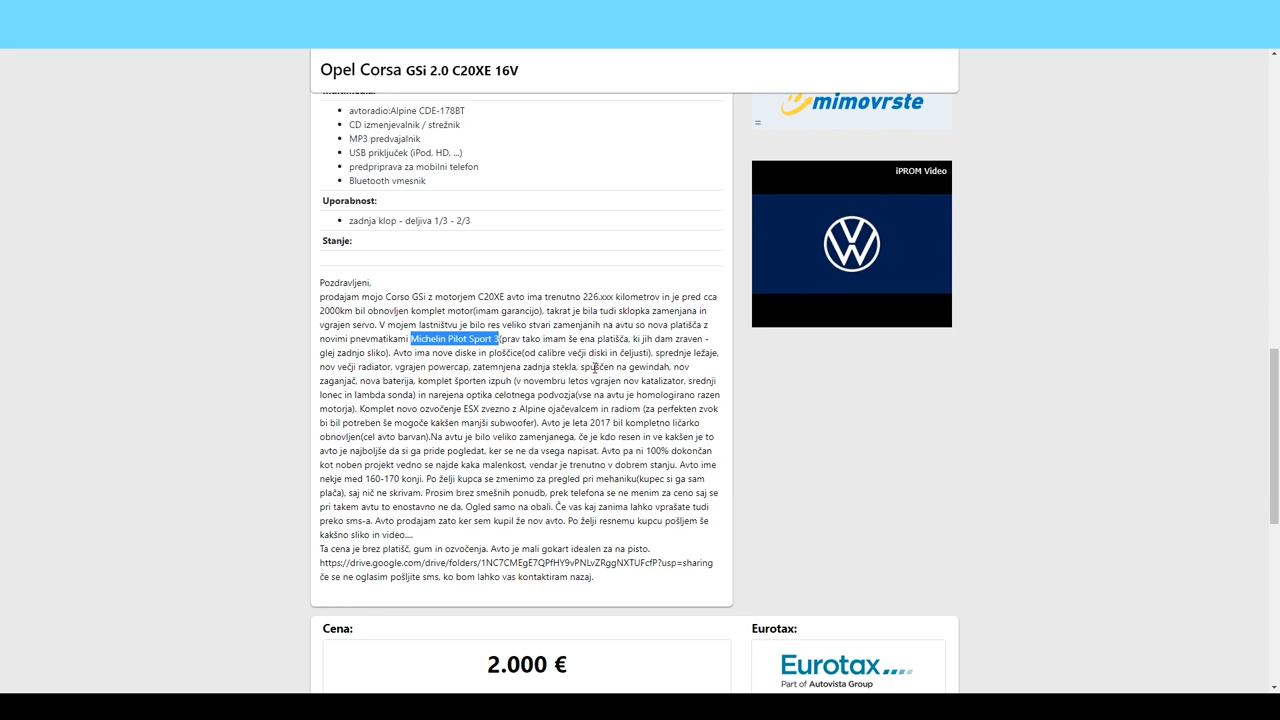 Opel Corsa GSi 2.0 C20XE 16V
avtoradio:Alpine CDE-178BT
CD izmenjevalnik / strežnik
MP3 predvajalnik
USB priključek (iPod, HD, ...)
predpriprava za mobilni telefon
Bluetooth vmesnik
Uporabnost:
zadnja klop - deljiva 1/3 - 2/3
Stanje:
Pozdravljeni,
prodajam mojo Corso GSi z motorjem C20XE avto ima trenutno 226.xxx kilometrov in je pred cca
2000km bil obnovljen komplet motor(imam garancijo), takrat je bila tudi sklopka zamenjana in
vgrajen servo. V mojem lastništvu je bilo res veliko stvari zamenjanih na avtu so nova platišča z
novimi pnevmatikami Michelin Pilot Sport 3(prav tako imam še ena platišča, ki jih dam zraven -
glej zadnjo sliko). Avto ima nove diske in ploščice(od calibre večji diski in čeljusti), sprednje ležaje,
nov večji radiator, vgrajen powercap, zatemnjena zadnja stekla, spuščen na gewindah, nov
zaganjač, nova baterija, komplet športen izpuh (v novembru letos vgrajen nov katalizator, srednji
lonec in lambda sonda) in narejena optika celotnega podvozja(vse na avtu je homologirano razen
motorja). Komplet novo ozvočenje ESX zvezno z Alpine ojačevalcem in radiom (za perfekten zvok
bi bil potreben še mogoče kakšen manjši subwoofer). Avto je leta 2017 bil kompletno ličarko
obnovljen(cel avto barvan).Na avtu je bilo veliko zamenjanega, če je kdo resen in ve kakšen je to
avto je najboljše da si ga pride pogledat, ker se ne da vsega napisat. Avto pa ni 100% dokončan
kot noben projekt vedno se najde kaka malenkost, vendar je trenutno v dobrem stanju. Avto ime
nekje med 160-170 konji. Po želji kupca se zmenimo za pregled pri mehaniku(kupec si ga sam
plača), saj nič ne skrivam. Prosim brez smešnih ponudb, prek telefona se ne menim za ceno saj se
pri takem avtu to enostavno ne da. Ogled samo na obali. Če vas kaj zanima lahko vprašate tudi
preko sms-a. Avto prodajam zato ker sem kupil že nov avto. Po želji resnemu kupcu pošljem še
kakšno sliko in video....
Ta cena je brez platišč, gum in ozvočenja. Avto je mali gokart idealen za na pisto.
https://drive.google.com/drive/folders/1NC7CMEgE7QPfHY9vPNLvZRggNXTUFcfP?usp=sharing
če se ne oglasim pošljite sms, ko bom lahko vas kontaktiram nazaj.
Cena:
2.000 €
mimovrste
=
iPROM Video
Eurotax:
Eurotax
Part of Autovista Group